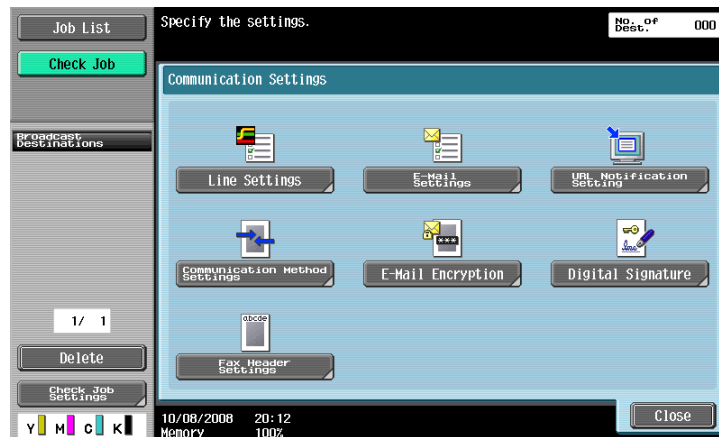 Job List
Check Job
Specify the settings.
No. of
Dest.
000
Communication Settings
Broadcast
Destinations
Line Settings
E-Mail
Settings
URL Notification
Setting
Communication Method
Settings
E-Mail Encryption
Digital Signature
abcde
Fax Header
Settings
1/ 1
Delete
Check Job
Settings
Y M C K
10/08/2008 20:12
Memory 100%
Close